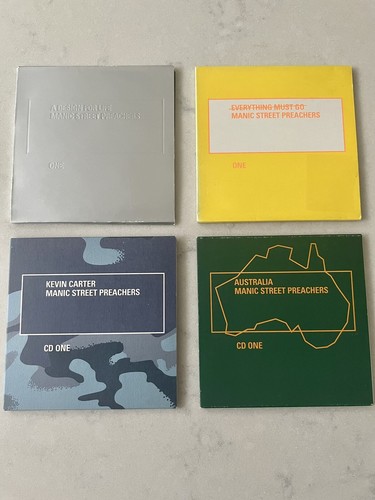 A DESIGN FOR LIFE
MANIC STREET PREACHERS
ONE
EVERYTHING MUST GO
MANIC STREET PREACHERS
ONE
KEVIN CARTER
MANIC STREET PREACHERS
CD ONE
AUSTRALIA
MANIC STREET PREACHERS
CD ONE